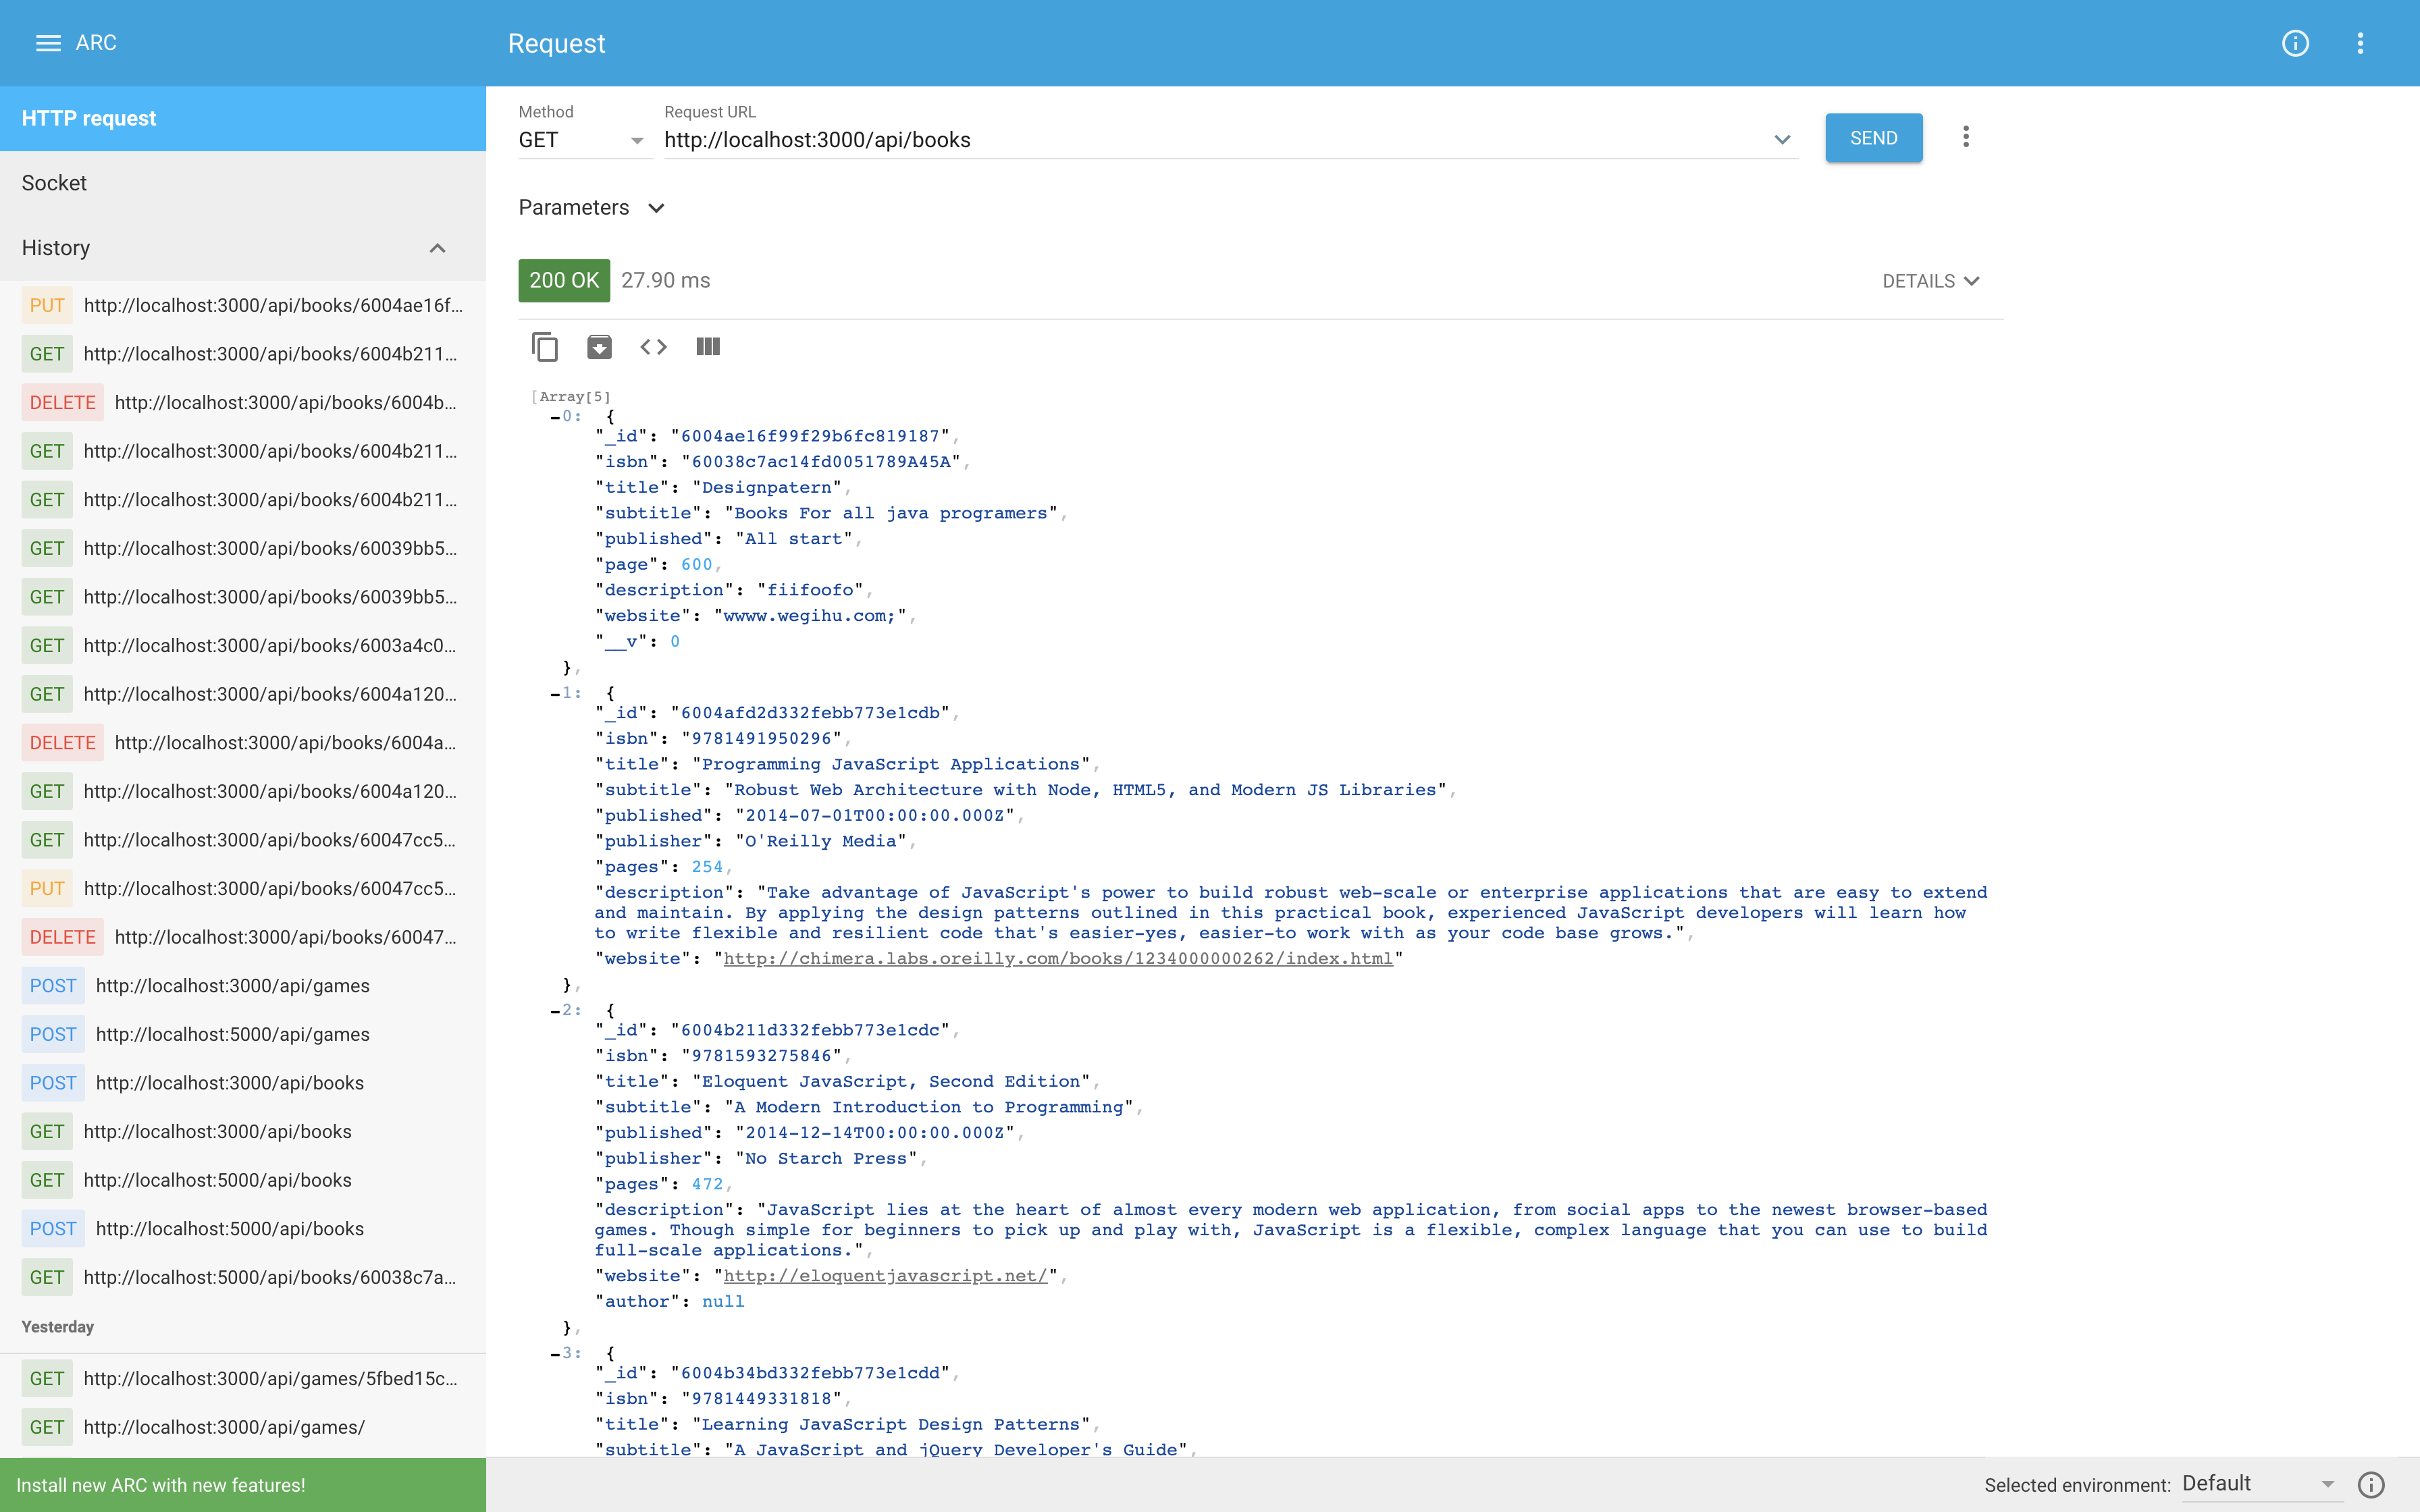 ARC
Request
HTTP request
Socket
History
PUT http://localhost:3000/api/books/6004ae16f...
GET http://localhost:3000/api/books/6004b211...
DELETE http://localhost:3000/api/books/6004b...
GET http://localhost:3000/api/books/6004b211...
GET http://localhost:3000/api/books/6004b211...
GET http://localhost:3000/api/books/60039bb5...
GET http://localhost:3000/api/books/60039bb5...
GET http://localhost:3000/api/books/6003a4c0...
GET http://localhost:3000/api/books/6004a120...
DELETE http://localhost:3000/api/books/6004a...
GET http://localhost:3000/api/books/6004a120...
GET http://localhost:3000/api/books/60047cc5...
PUT http://localhost:3000/api/books/60047cc5...
DELETE http://localhost:3000/api/books/60047...
POST http://localhost:3000/api/games
POST http://localhost:5000/api/games
POST http://localhost:3000/api/books
GET http://localhost:3000/api/books
GET http://localhost:5000/api/books
POST http://localhost:5000/api/books
GET http://localhost:5000/api/books/60038c7a...
Yesterday
GET http://localhost:3000/api/games/5fbed15c...
GET http://localhost:3000/api/games/
Install new ARC with new features!
Method
GET
Request URL
http://localhost:3000/api/books
SEND
Parameters
200 OK 27.90 ms
DETAILS
[Array[5]
-0: {
"_id": "6004ae16f99f29b6fc819187",
"isbn": "60038c7ac14fd0051789A45A",
"title": "Designpatern",
"subtitle": "Books For all java programers",
"published": "All start",
"page": 600,
"description": "fiifoofo",
"website": "wwww.wegihu.com;",
"__v": 0
},
-1: {
"_id": "6004afd2d332febb773e1cdb",
"isbn": "9781491950296",
"title": "Programming JavaScript Applications",
"subtitle": "Robust Web Architecture with Node, HTML5, and Modern JS Libraries",
"published": "2014-07-01T00:00:00.000Z",
"publisher": "O'Reilly Media",
"pages": 254,
"description": "Take advantage of JavaScript's power to build robust web-scale or enterprise applications that are easy to extend
and maintain. By applying the design patterns outlined in this practical book, experienced JavaScript developers will learn how
to write flexible and resilient code that's easier-yes, easier-to work with as your code base grows.",
"website": "http://chimera.labs.oreilly.com/books/1234000000262/index.html"
},
-2: {
"_id": "6004b211d332febb773e1cdc",
"isbn": "9781593275846",
"title": "Eloquent JavaScript, Second Edition",
"subtitle": "A Modern Introduction to Programming",
"published": "2014-12-14T00:00:00.000Z",
"publisher": "No Starch Press",
"pages": 472,
"description": "JavaScript lies at the heart of almost every modern web application, from social apps to the newest browser-based
games. Though simple for beginners to pick up and play with, JavaScript is a flexible, complex language that you can use to build
full-scale applications.",
"website": "http://eloquentjavascript.net/",
"author": null
},
-3: {
"_id": "6004b34bd332febb773e1cdd",
"isbn": "9781449331818",
"title": "Learning JavaScript Design Patterns",
"subtitle": "A JavaScript and jQuery Developer's Guide",
Selected environment: Default